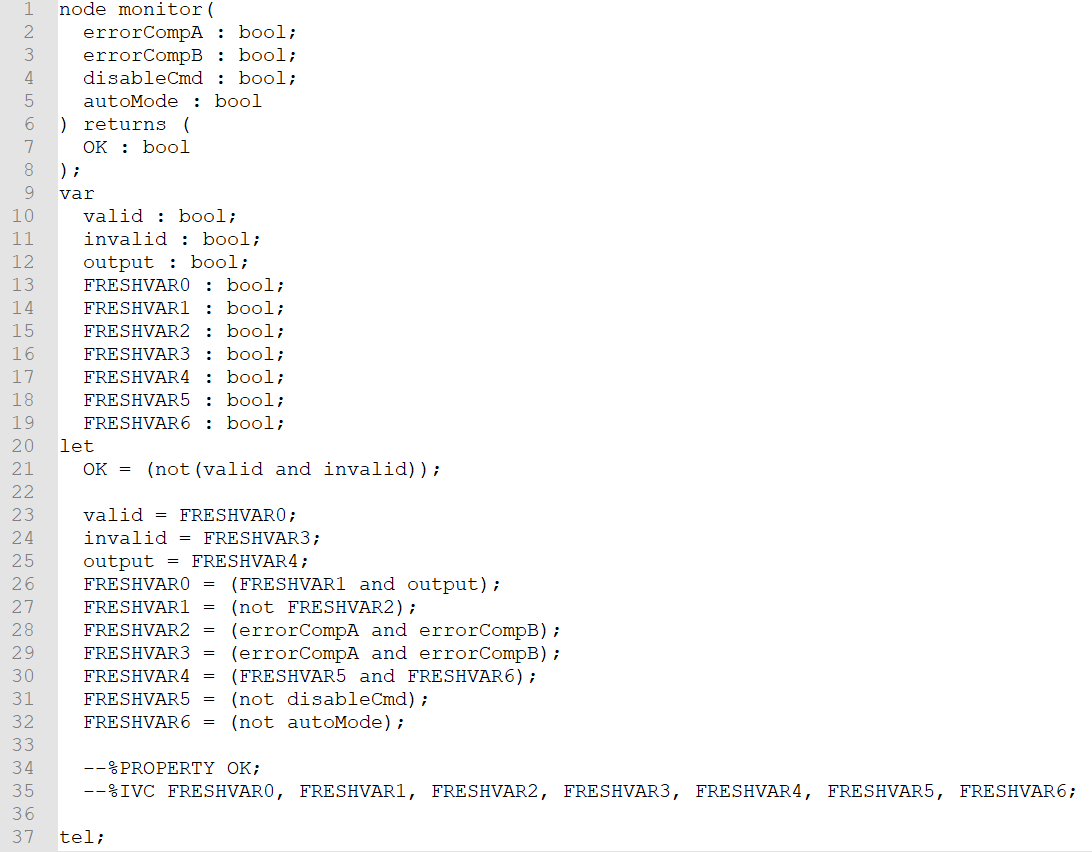 1 node monitor(
2   errorCompA : bool;
3   errorCompB : bool;
4   disableCmd : bool;
5   autoMode : bool
6 ) returns (
7   OK : bool
8 );
9 var
10   valid : bool;
11   invalid : bool;
12   output : bool;
13   FRESHVAR0 : bool;
14   FRESHVAR1 : bool;
15   FRESHVAR2 : bool;
16   FRESHVAR3 : bool;
17   FRESHVAR4 : bool;
18   FRESHVAR5 : bool;
19   FRESHVAR6 : bool;
20 let
21   OK = (not(valid and invalid));
22
23   valid = FRESHVAR0;
24   invalid = FRESHVAR3;
25   output = FRESHVAR4;
26   FRESHVAR0 = (FRESHVAR1 and output);
27   FRESHVAR1 = (not FRESHVAR2);
28   FRESHVAR2 = (errorCompA and errorCompB);
29   FRESHVAR3 = (errorCompA and errorCompB);
30   FRESHVAR4 = (FRESHVAR5 and FRESHVAR6);
31   FRESHVAR5 = (not disableCmd);
32   FRESHVAR6 = (not autoMode);
33
34   --%PROPERTY OK;
35   --%IVC FRESHVAR0, FRESHVAR1, FRESHVAR2, FRESHVAR3, FRESHVAR4, FRESHVAR5, FRESHVAR6;
36
37 tel;